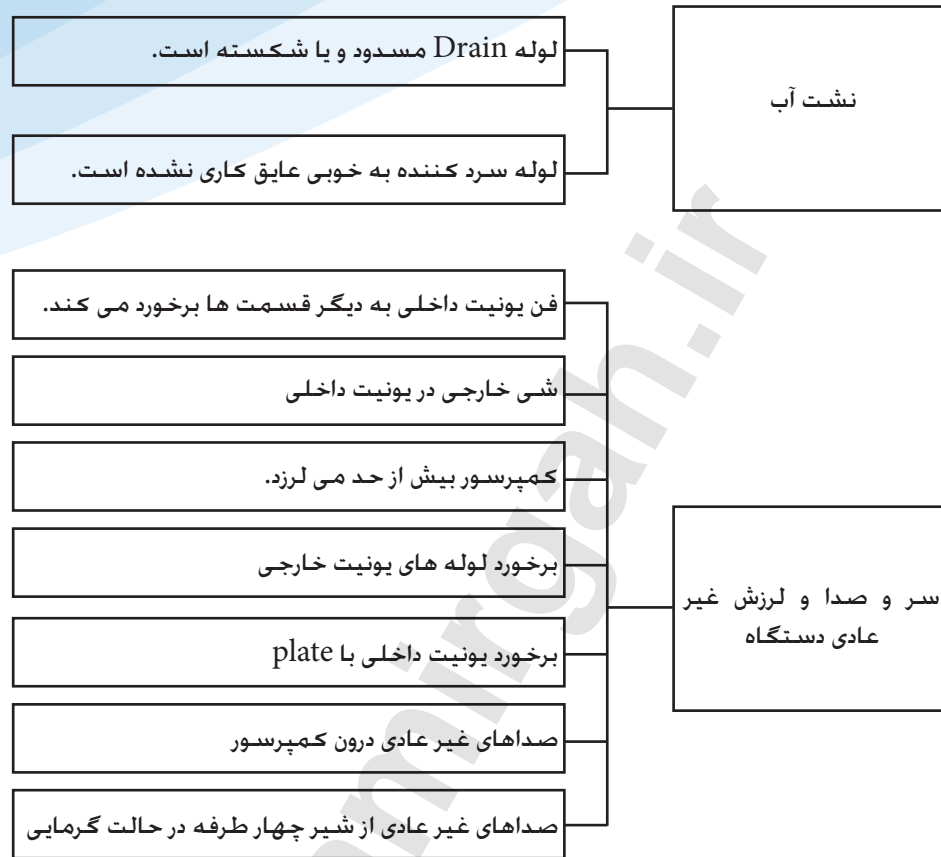 نشت آب
لوله Drain مسدود و یا شکسته است.
لوله سرد کننده به خوبی عایق کاری نشده است.
سر و صدا و لرزش غیر
عادی دستگاه
فن یونیت داخلی به دیگر قسمت ها برخورد می کند.
شی خارجی در یونیت داخلی
کمپرسور بیش از حد می لرزد.
برخورد لوله های یونیت خارجی
برخورد یونیت داخلی با plate
صداهای غیر عادی درون کمپرسور
صداهای غیر عادی از شیر چهار طرفه در حالت گرمایی